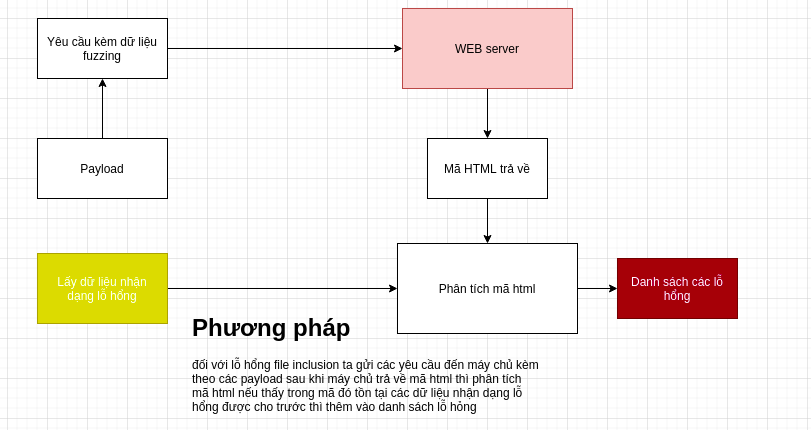 Yêu cầu kèm dữ liệu
fuzzing
WEB server
Payload
Mã HTML trả về
Lấy dữ liệu nhận
dạng lỗ hổng
Phân tích mã html
Danh sách các lỗ
hổng
Phương pháp
đối với lỗ hổng file inclusion ta gửi các yêu cầu đến máy chủ kèm
theo các payload sau khi máy chủ trả về mã html thì phân tích
mã html nếu thấy trong mã đó tồn tại các dữ liệu nhận dạng lỗ
hổng được cho trước thì thêm vào danh sách lỗ hỏng